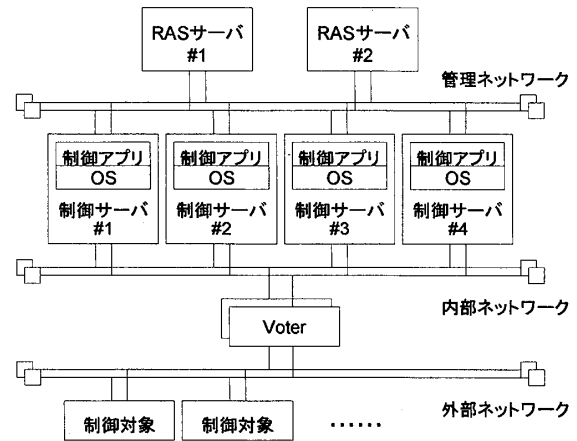 RASサーバ
#1
RASサーバ
#2
管理ネットワーク
制御アプリ
OS
制御サーバ
#1
制御アプリ
OS
制御サーバ
#2
制御アプリ
OS
制御サーバ
#3
制御アプリ
OS
制御サーバ
#4
内部ネットワーク
Voter
外部ネットワーク
制御対象
制御対象
……